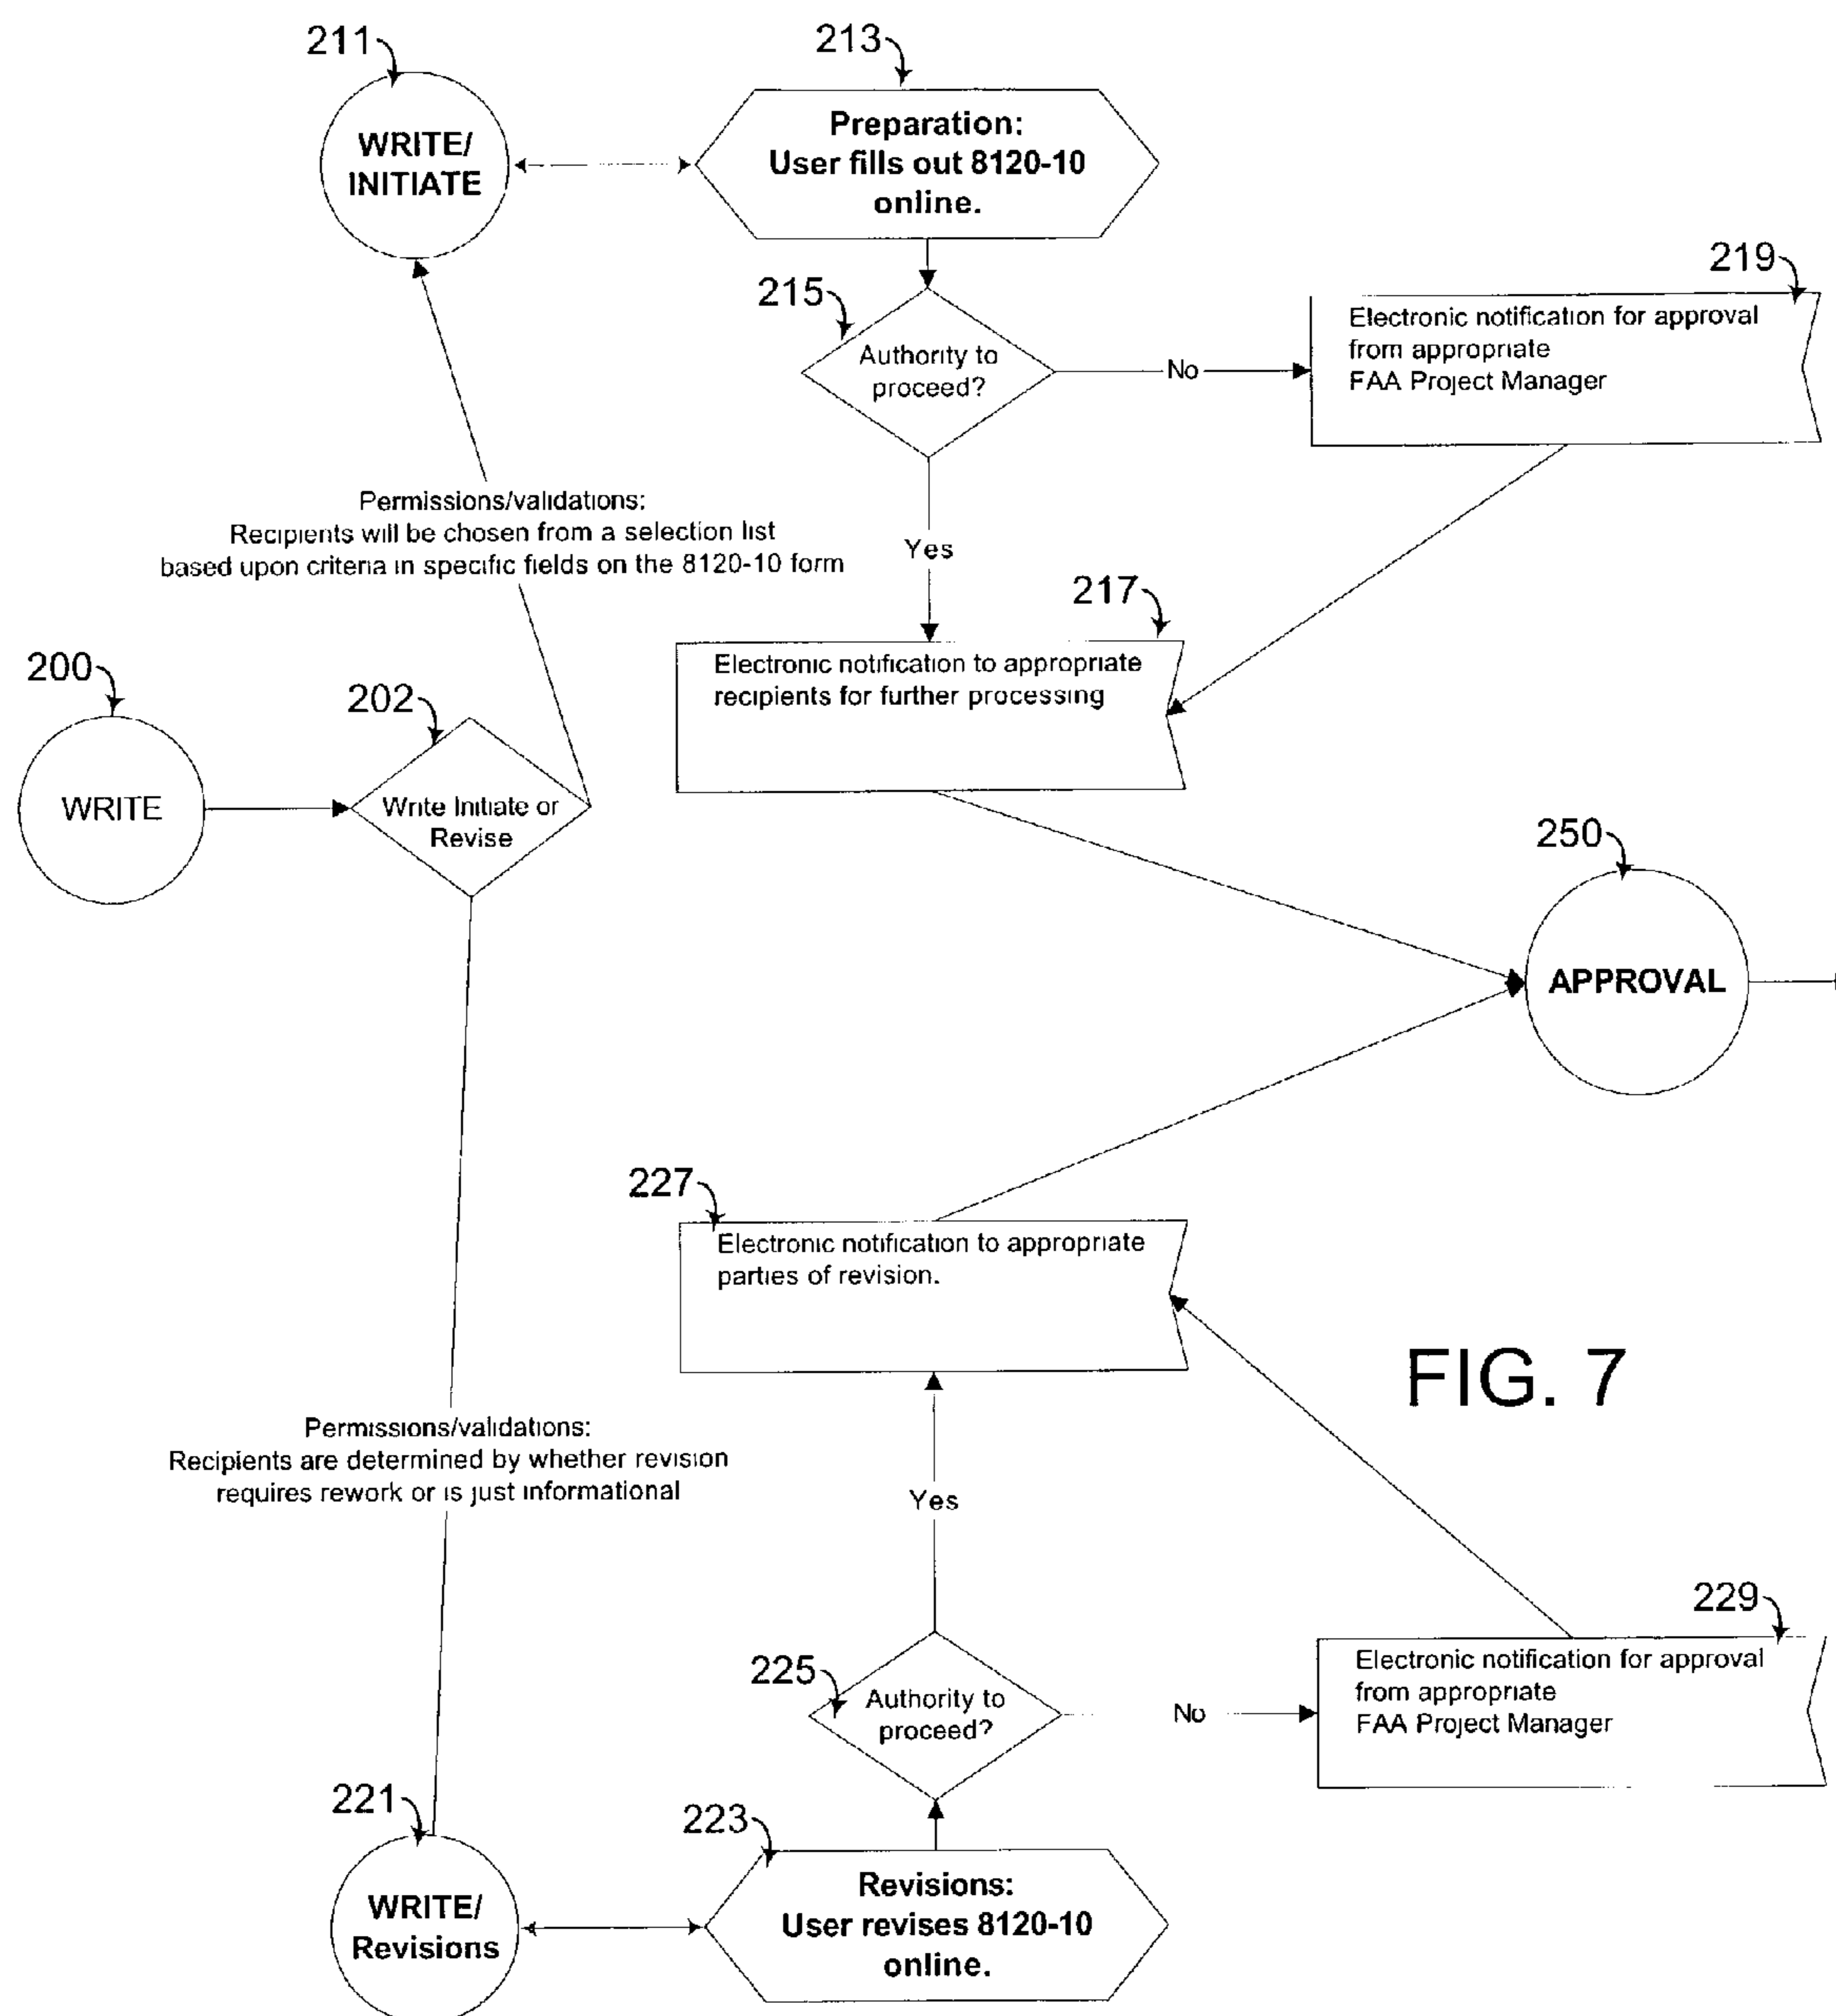 211
213
WRITE/
INITIATE
Preparation:
User fills out 8120-10
online.
219
215
Electronic notification for approval
from appropriate
FAA Project Manager
Authority to
proceed?
No
Permissions/validations:
Recipients will be chosen from a selection list
based upon criteria in specific fields on the 8120-10 form
Yes
217
Electronic notification to appropriate
recipients for further processing
200
202
WRITE
Write Initiate or
Revise
250
APPROVAL
227
Electronic notification to appropriate
parties of revision.
FIG. 7
Permissions/validations:
Recipients are determined by whether revision
requires rework or is just informational
Yes
229
225
Authority to
proceed?
No
Electronic notification for approval
from appropriate
FAA Project Manager
221
223
WRITE/
Revisions
Revisions:
User revises 8120-10
online.